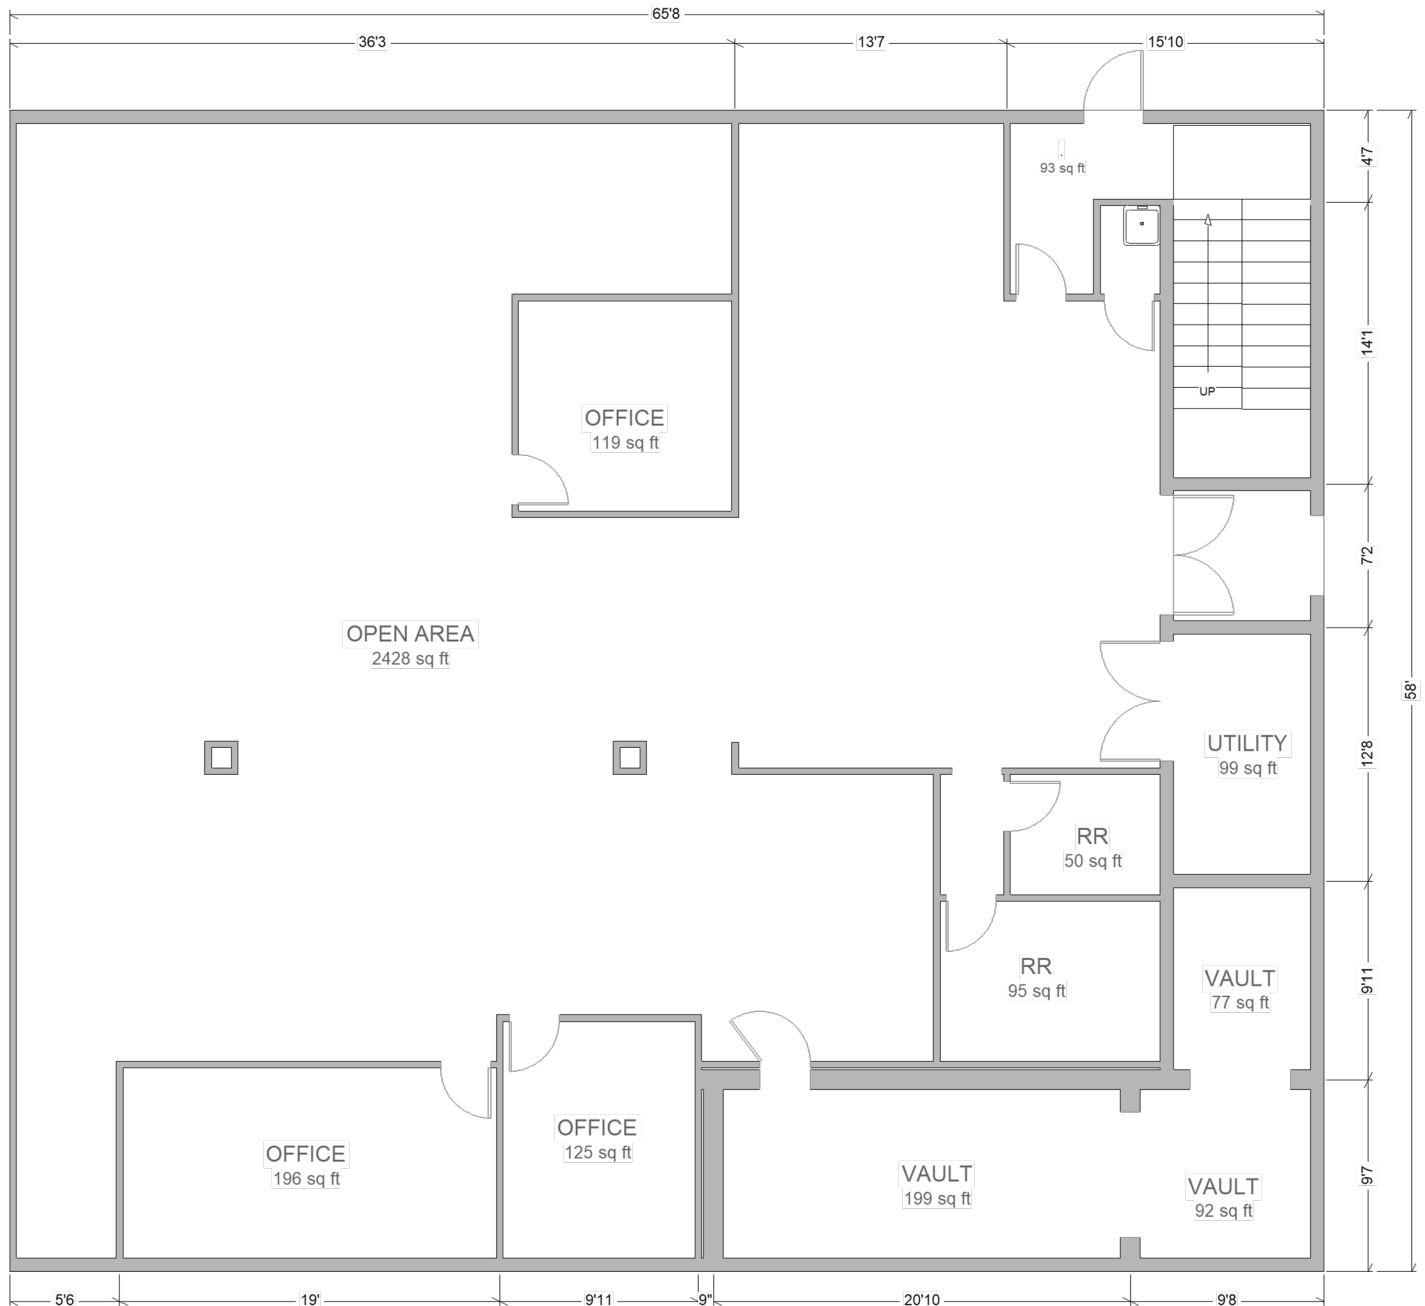 65'8
36'3
13'7
15'10
.
93 sq ft
4'7
14'1
UP
OFFICE
119 sq ft
7'2
OPEN AREA
2428 sq ft
58'
UTILITY
99 sq ft
12'8
RR
50 sq ft
RR
95 sq ft
VAULT
77 sq ft
9'11
OFFICE
125 sq ft
OFFICE
196 sq ft
VAULT
199 sq ft
VAULT
92 sq ft
9'7
5'6
19'
9'11
9"
20'10
9'8